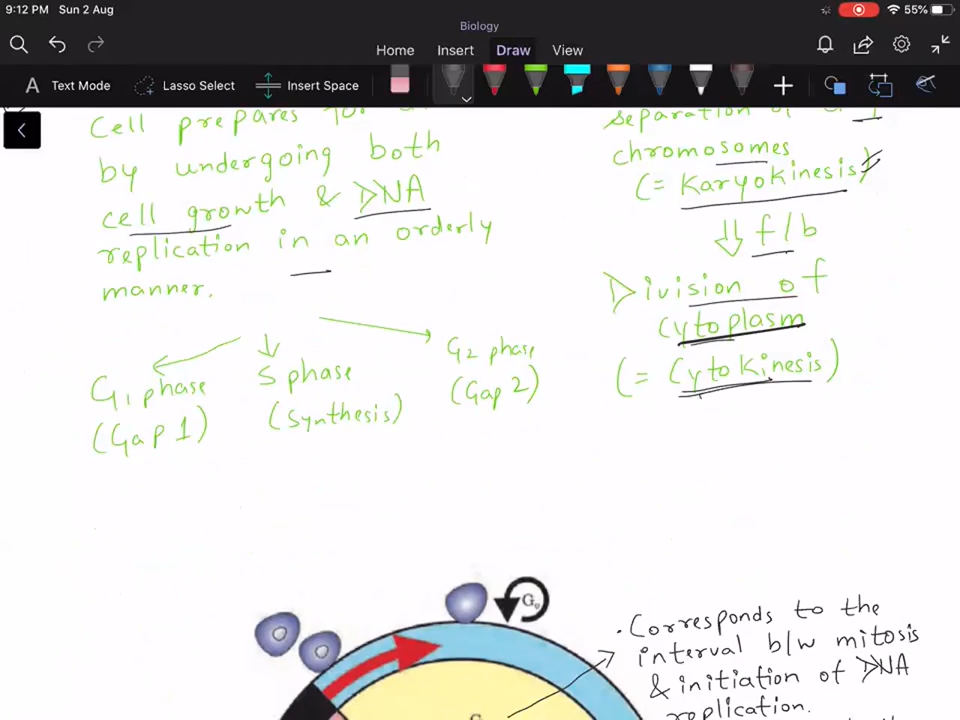 9:12 PM Sun 2 Aug
55%
Biology
Home Insert Draw View
Text Mode Lasso Select Insert Space
Cell prepares for
by undergoing both
cell growth & DNA
replication in an orderly
manner.
G1 phase
(Gap 1)
S phase
(Synthesis)
G2 phase
(Gap 2)
separation of
chromosomes
(= Karyokinesis)
f/b
Division of
cytoplasm
(= Cytokinesis)
G0
• Corresponds to the
interval b/w mitosis
& initiation of DNA
replication.